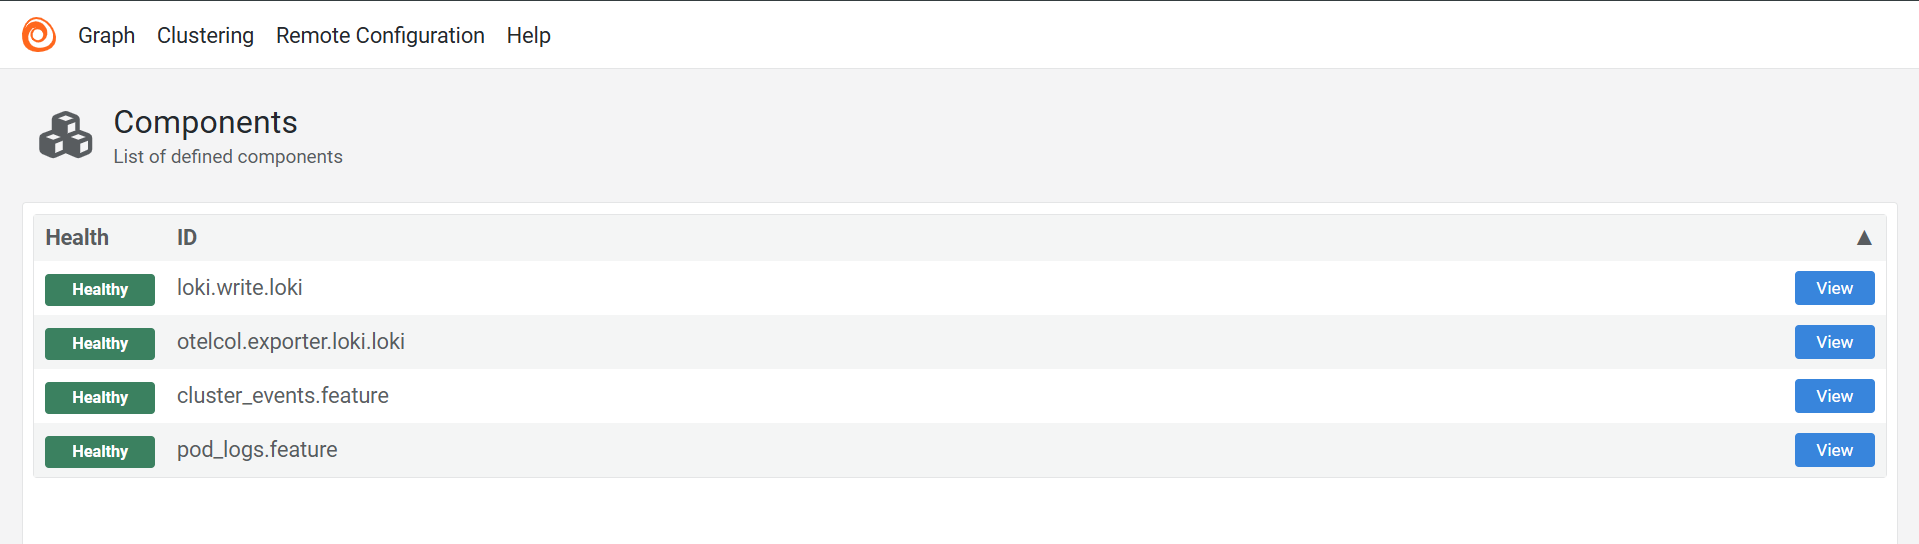 Graph Clustering Remote Configuration Help
Components
List of defined components
Health ID ▲
Healthy loki.write.loki View
Healthy otelcol.exporter.loki.loki View
Healthy cluster_events.feature View
Healthy pod_logs.feature View